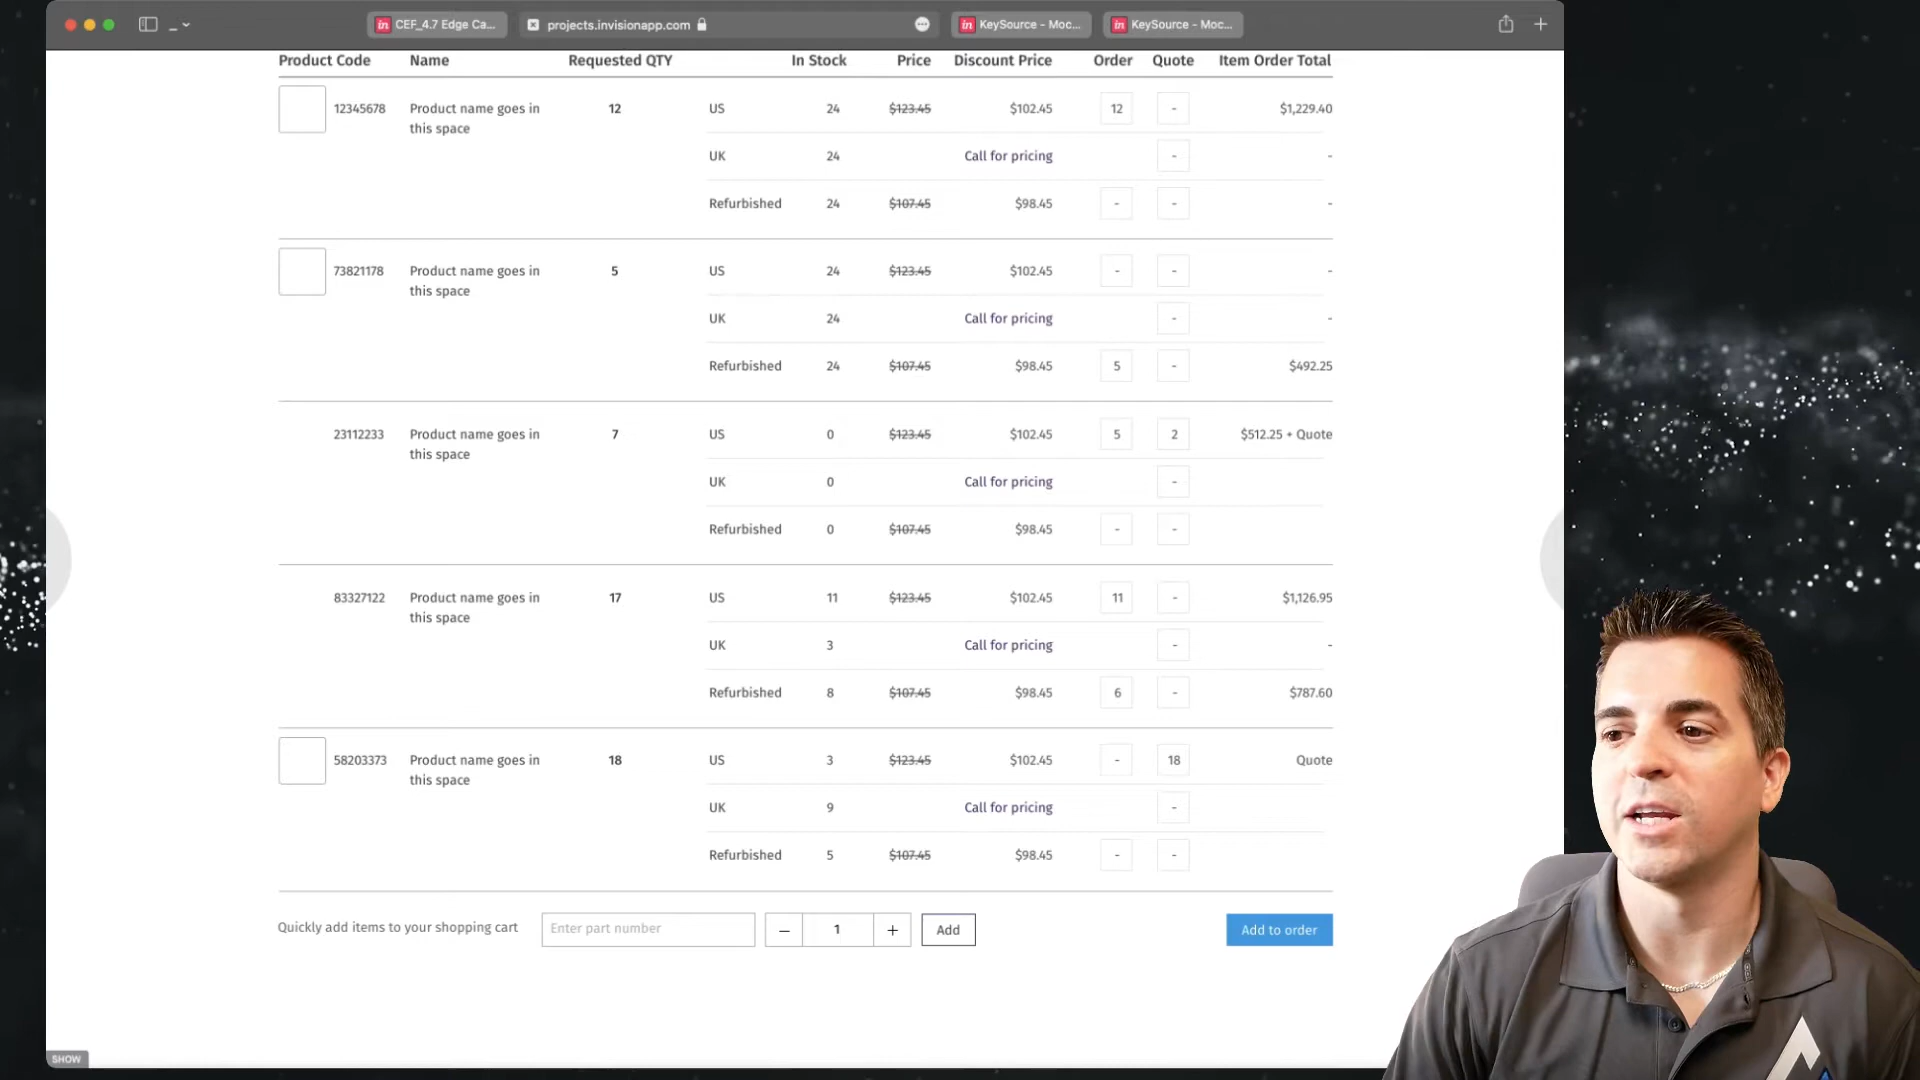 CEF_4.7 Edge Ca...
projects.invisionapp.com
KeySource - Moc...
KeySource - Moc...
Product Code Name Requested QTY In Stock Price Discount Price Order Quote Item Order Total
12345678 Product name goes in 12 US 24 $123.45 $102.45 12 - $1,229.40
this space
UK 24 Call for pricing - -
Refurbished 24 $107.45 $98.45 - - -
73821178 Product name goes in 5 US 24 $123.45 $102.45 - - -
this space
UK 24 Call for pricing - -
Refurbished 24 $107.45 $98.45 5 - $492.25
23112233 Product name goes in 7 US 0 $123.45 $102.45 5 2 $512.25 + Quote
this space
UK 0 Call for pricing -
Refurbished 0 $107.45 $98.45 - -
83327122 Product name goes in 17 US 11 $123.45 $102.45 11 - $1,126.95
this space
UK 3 Call for pricing - -
Refurbished 8 $107.45 $98.45 6 - $787.60
58203373 Product name goes in 18 US 3 $123.45 $102.45 - 18 Quote
this space
UK 9 Call for pricing -
Refurbished 5 $107.45 $98.45 - -
Quickly add items to your shopping cart Enter part number – 1 + Add Add to order
SHOW